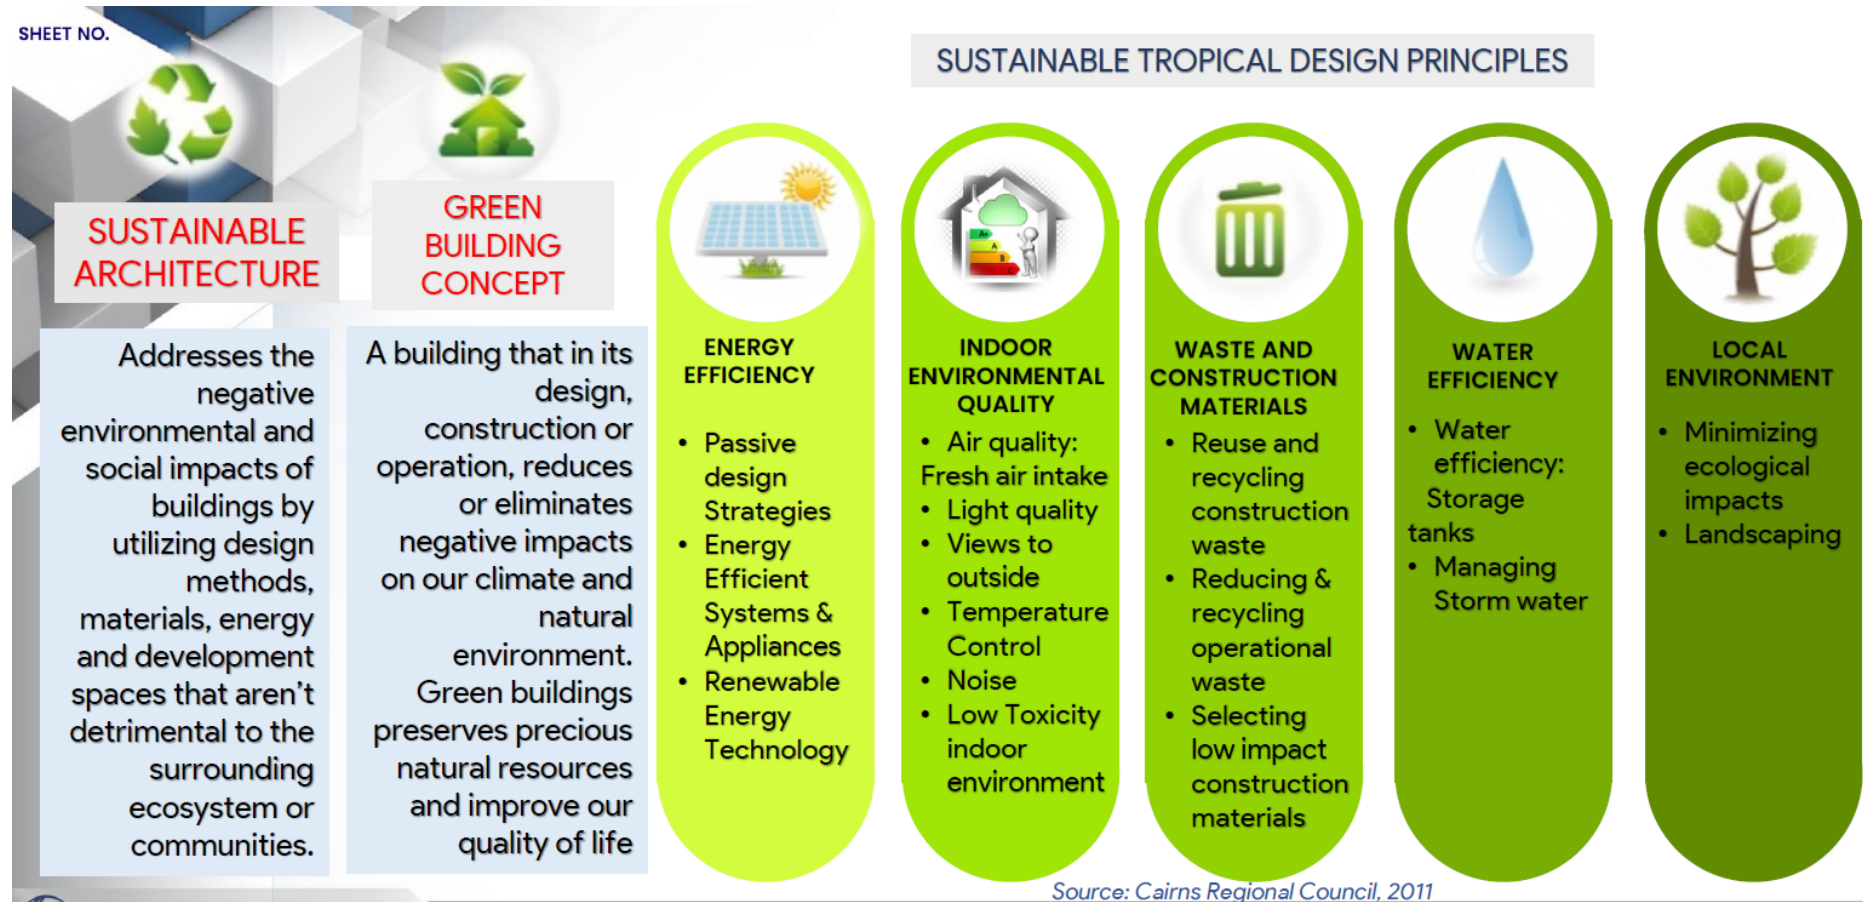 SHEET NO.
SUSTAINABLE
ARCHITECTURE
Addresses the
negative
environmental and
social impacts of
buildings by
utilizing design
methods,
materials, energy
and development
spaces that aren't
detrimental to the
surrounding
ecosystem or
communities.
GREEN
BUILDING
CONCEPT
A building that in its
design,
construction or
operation, reduces
or eliminates
negative impacts
on our climate and
natural
environment.
Green buildings
preserves precious
natural resources
and improve our
quality of life
SUSTAINABLE TROPICAL DESIGN PRINCIPLES
ENERGY
EFFICIENCY
• Passive
design
Strategies
• Energy
Efficient
Systems &
Appliances
• Renewable
Energy
Technology
A+
A
B
C
INDOOR
ENVIRONMENTAL
QUALITY
• Air quality:
Fresh air intake
• Light quality
• Views to
outside
• Temperature
Control
• Noise
• Low Toxicity
indoor
environment
WASTE AND
CONSTRUCTION
MATERIALS
• Reuse and
recycling
construction
waste
• Reducing &
recycling
operational
waste
• Selecting
low impact
construction
materials
WATER
EFFICIENCY
• Water
efficiency:
Storage
tanks
• Managing
Storm water
LOCAL
ENVIRONMENT
• Minimizing
ecological
impacts
• Landscaping
Source: Cairns Regional Council, 2011